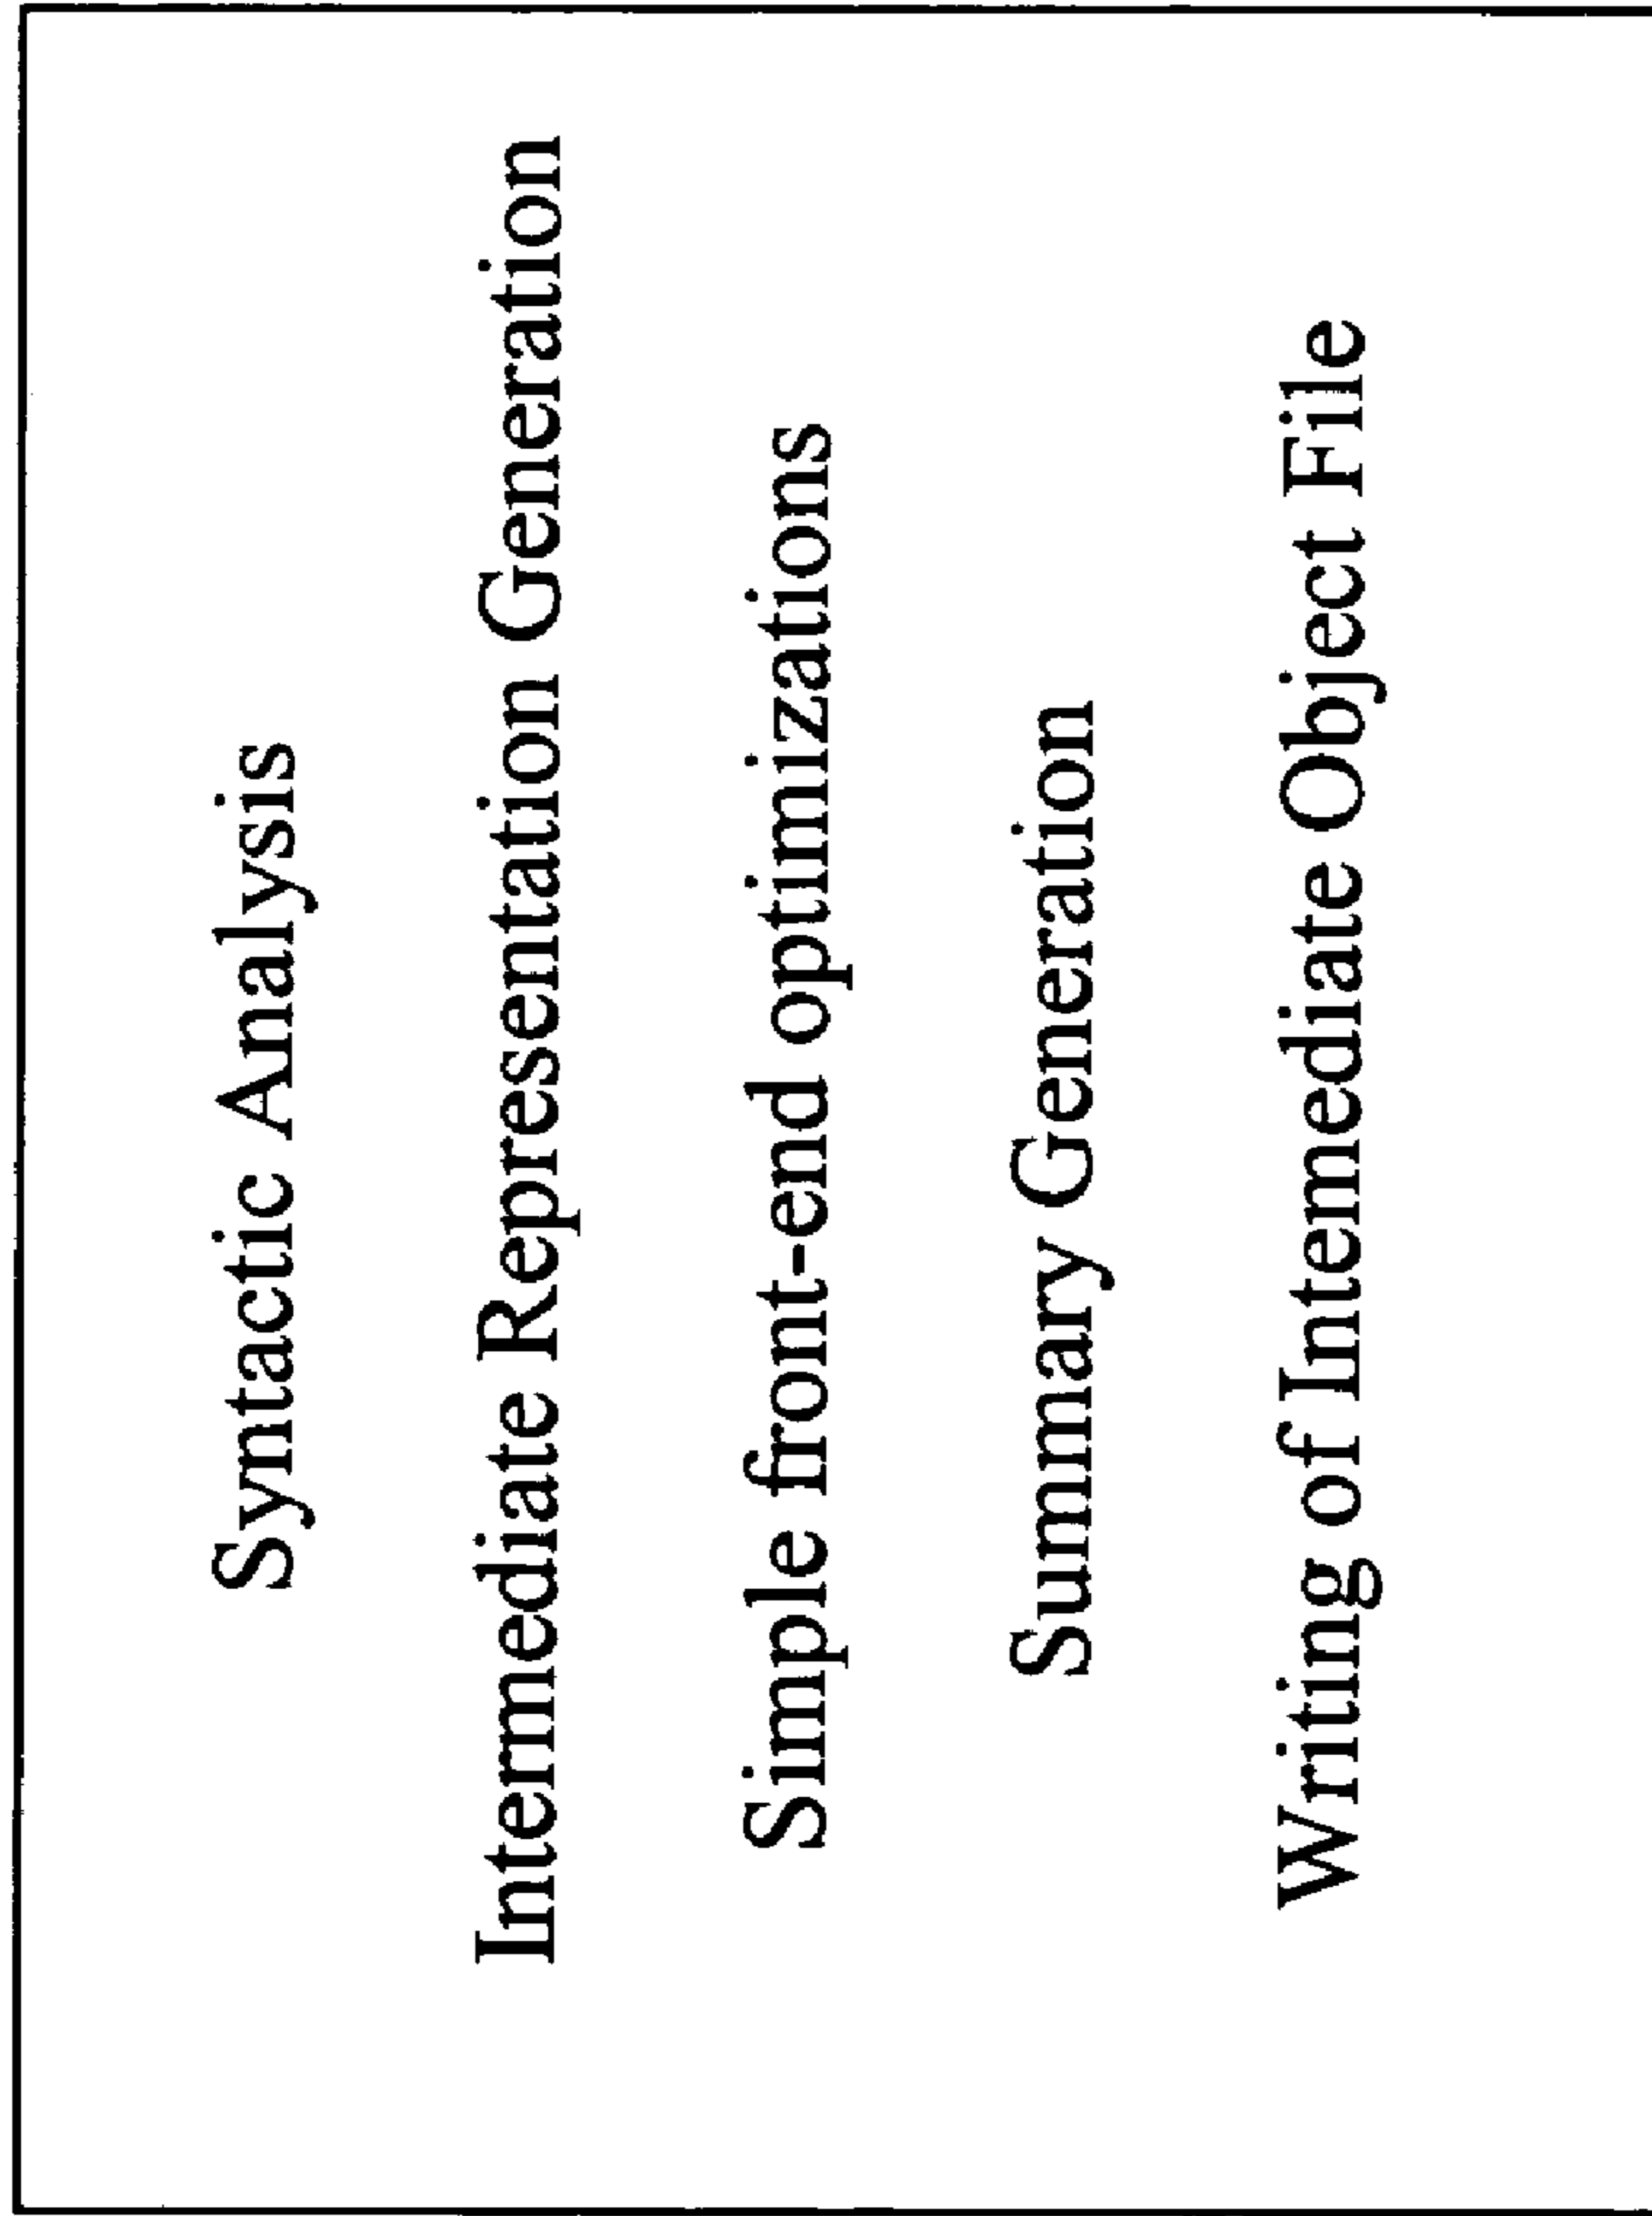 Syntactic Analysis
Intermediate Representation Generation
Simple front-end optimizations
Summary Generation
Writing of Intemediate Object File